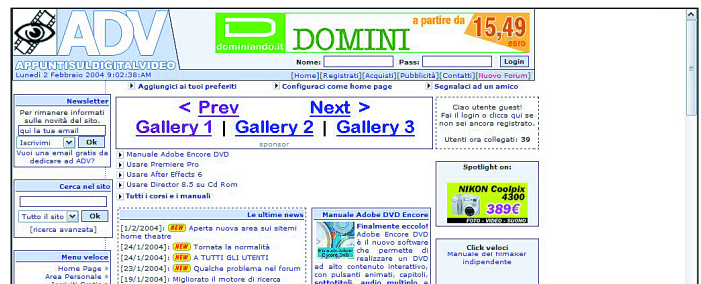 ADV
APPUNTISULDIGITALVIDEO
dominiando.it DOMINI a partire da 15,49 euro
Nome: Pass: Login
Lunedì 2 Febbraio 2004 9:02:38:AM
[Home][Registrati][Acquisti][Pubblicità][Contatti][Nuovo Forum]
Aggiungici ai tuoi preferiti Configuraci come home page Segnalaci ad un amico
Newsletter
Per rimanere informati
sulle novità del sito.
qui la tua email
Iscrivimi Ok
Vuoi una email gratis da
dedicare ad ADV?
Cerca nel sito
Tutto il sito Ok
[ricerca avanzata]
Menu veloce
Home Page »
Area Personale »
< Prev Next >
Gallery 1 | Gallery 2 | Gallery 3
sponsor
Manuale Adobe Encore DVD
Usare Premiere Pro
Usare After Effects 6
Usare Director 8.5 su Cd Rom
Tutti i corsi e i manuali
Le ultime news
[1/2/2004]: NEW Aperta nuova area sui sitemi
home theatre
[24/1/2004]: NEW Tornata la normalità
[24/1/2004]: NEW A TUTTI GLI UTENTI
[23/1/2004]: NEW Qualche problema nel forum
[19/1/2004]: Migliorato il motore di ricerca
Manuale Adobe DVD Encore
Finalmente eccolo!
Adobe Encore DVD
è il nuovo software
che permette di
realizzare un DVD
ad alto contenuto interattivo,
con pulsanti animati, capitoli,
sottotitoli, audio multiplo e
Ciao utente guest!
Fai il login o clicca qui se
non sei ancora registrato.
Utenti ora collegati: 39
Spotlight on:
NIKON Coolpix
4300
389€
FOTO - VIDEO - SUONO
Click veloci
Manuale del filmaker
indipendente